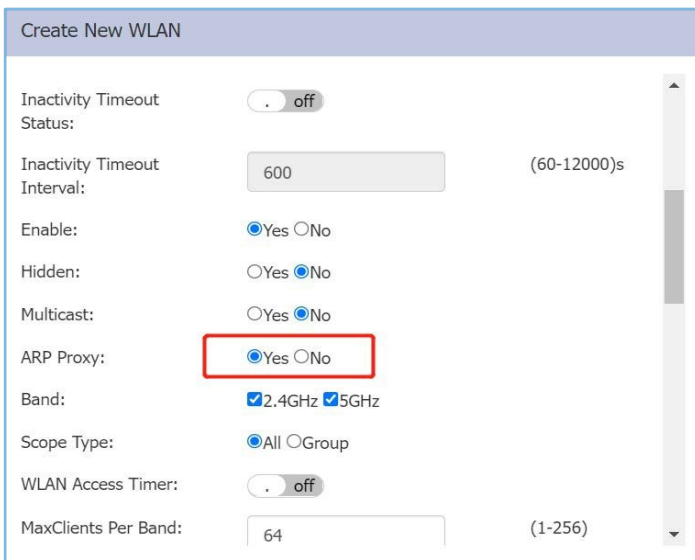 Create New WLAN
Inactivity Timeout Status: . off
Inactivity Timeout Interval: 600 (60-12000)s
Enable: Yes No
Hidden: Yes No
Multicast: Yes No
ARP Proxy: Yes No
Band: 2.4GHz 5GHz
Scope Type: All Group
WLAN Access Timer: . off
MaxClients Per Band: 64 (1-256)